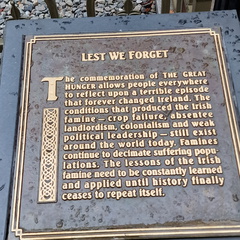 LEST WE FORGET
The commemoration of THE GREAT
HUNGER allows people everywhere
to reflect upon a terrible episode
that forever changed Ireland. The
conditions that produced the Irish
famine – crop failure, absentee
landlordism, colonialism and weak
political leadership – still exist
around the world today. Famines
continue to decimate suffering popu-
lations. The lessons of the Irish
famine need to be constantly learned
and applied until history finally
ceases to repeat itself.